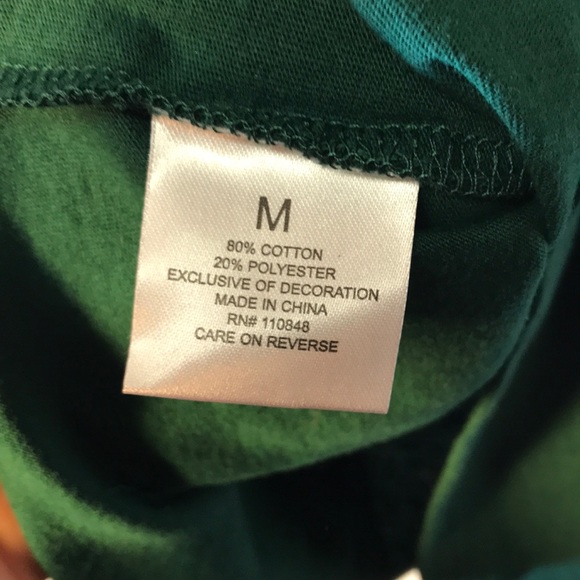 M
80% COTTON
20% POLYESTER
EXCLUSIVE OF DECORATION
MADE IN CHINA
RN# 110848
CARE ON REVERSE